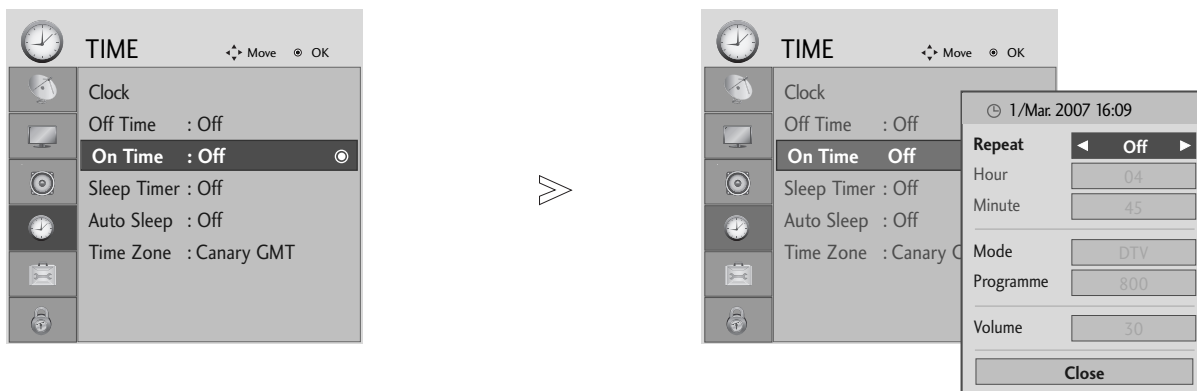 TIME
Move OK
Clock
Off Time : Off
On Time : Off
Sleep Timer : Off
Auto Sleep : Off
Time Zone : Canary GMT
TIME
Move OK
Clock
Off Time : Off
On Time Off
Sleep Timer : Off
Auto Sleep : Off
Time Zone : Canary G
1/Mar. 2007 16:09
Repeat Off
Hour 04
Minute 45
Mode DTV
Programme 800
Volume 30
Close